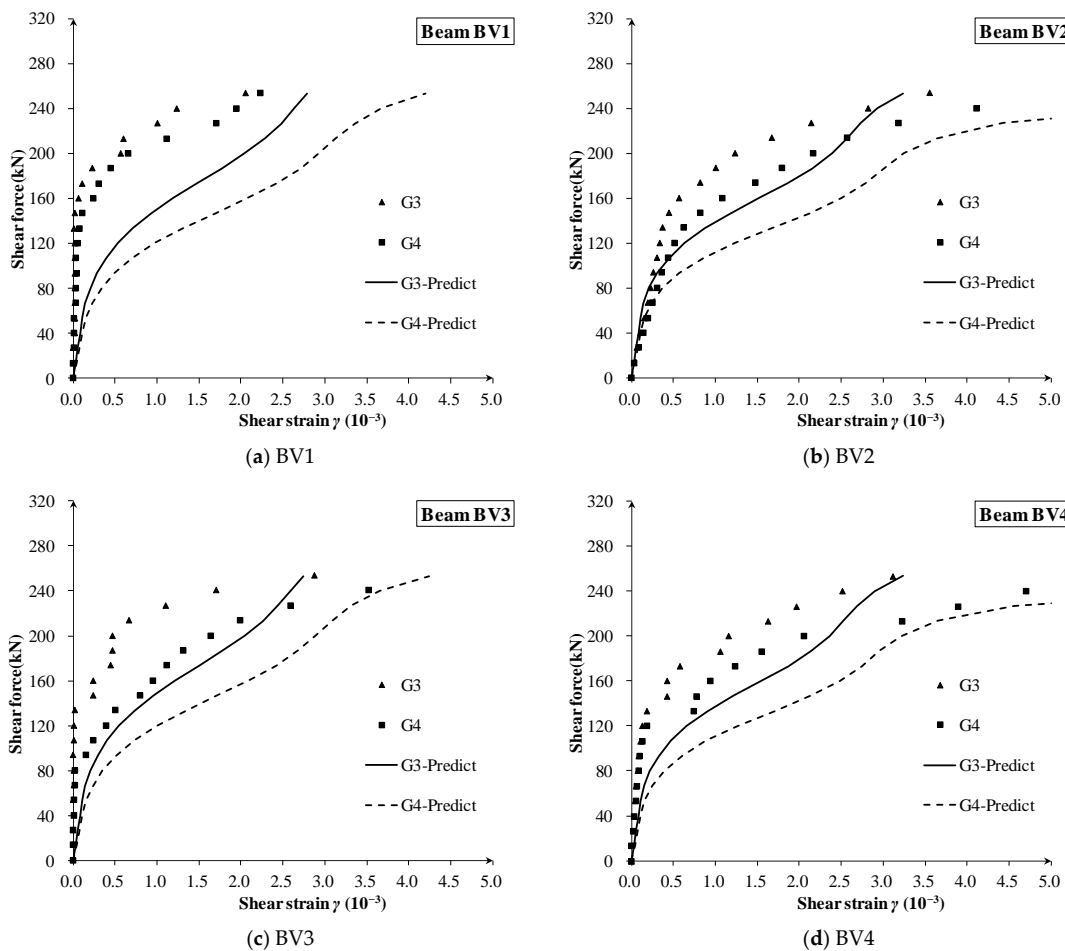 Beam BV1
Shear force(kN)
320
280
240
200
160
120
80
40
0
G3
G4
G3-Predict
G4-Predict
0.0 0.5 1.0 1.5 2.0 2.5 3.0 3.5 4.0 4.5 5.0
Shear strain γ (10⁻³)
(a) BV1
Beam BV2
Shear force(kN)
320
280
240
200
160
120
80
40
0
G3
G4
G3-Predict
G4-Predict
0.0 0.5 1.0 1.5 2.0 2.5 3.0 3.5 4.0 4.5 5.0
Shear strain γ (10⁻³)
(b) BV2
Beam BV3
Shear force(kN)
320
280
240
200
160
120
80
40
0
G3
G4
G3-Predict
G4-Predict
0.0 0.5 1.0 1.5 2.0 2.5 3.0 3.5 4.0 4.5 5.0
Shear strain γ (10⁻³)
(c) BV3
Beam BV4
Shear force(kN)
320
280
240
200
160
120
80
40
0
G3
G4
G3-Predict
G4-Predict
0.0 0.5 1.0 1.5 2.0 2.5 3.0 3.5 4.0 4.5 5.0
Shear strain γ (10⁻³)
(d) BV4